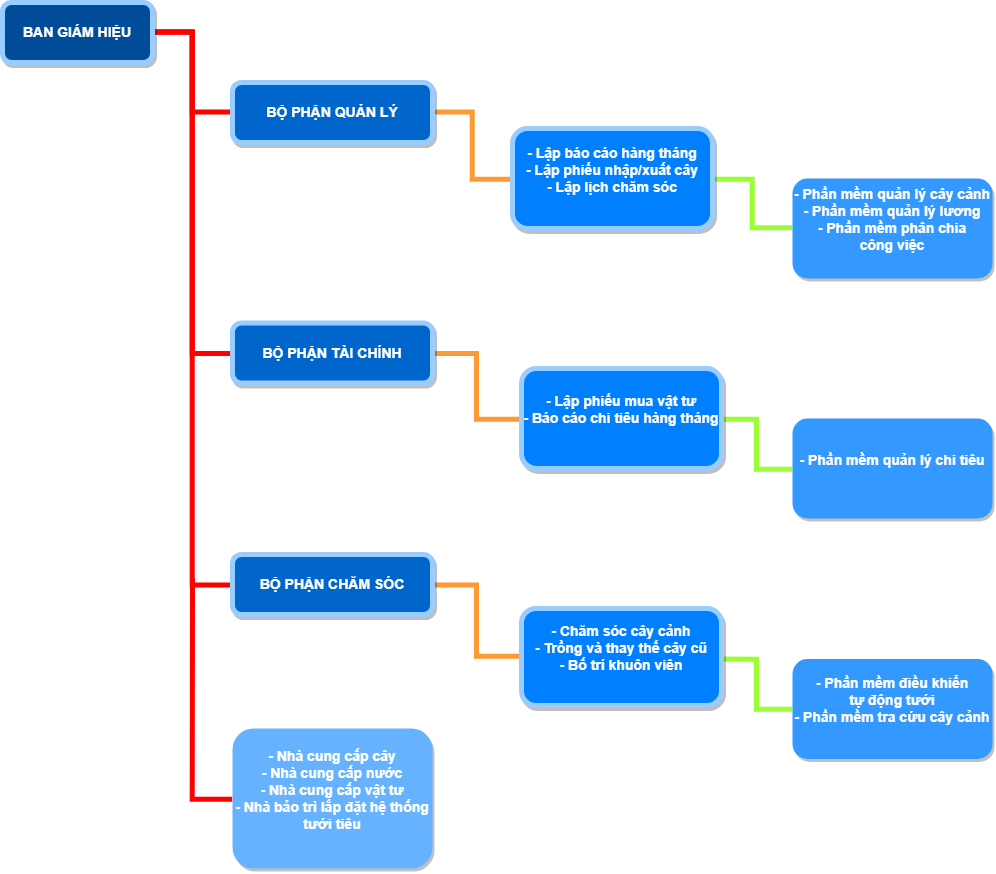 BAN GIÁM HIỆU
BỘ PHẬN QUẢN LÝ
- Lập báo cáo hàng tháng
- Lập phiếu nhập/xuất cây
- Lập lịch chăm sóc
- Phần mềm quản lý cây cảnh
- Phần mềm quản lý lương
- Phần mềm phân chia
công việc
BỘ PHẬN TÀI CHÍNH
- Lập phiếu mua vật tư
- Báo cáo chi tiêu hàng tháng
- Phần mềm quản lý chi tiêu
BỘ PHẬN CHĂM SÓC
- Chăm sóc cây cảnh
- Trồng và thay thế cây cũ
- Bố trí khuôn viên
- Phần mềm điều khiển
tự động tưới
- Phần mềm tra cứu cây cảnh
- Nhà cung cấp cây
- Nhà cung cấp nước
- Nhà cung cấp vật tư
- Nhà bảo trì lắp đặt hệ thống
tưới tiêu